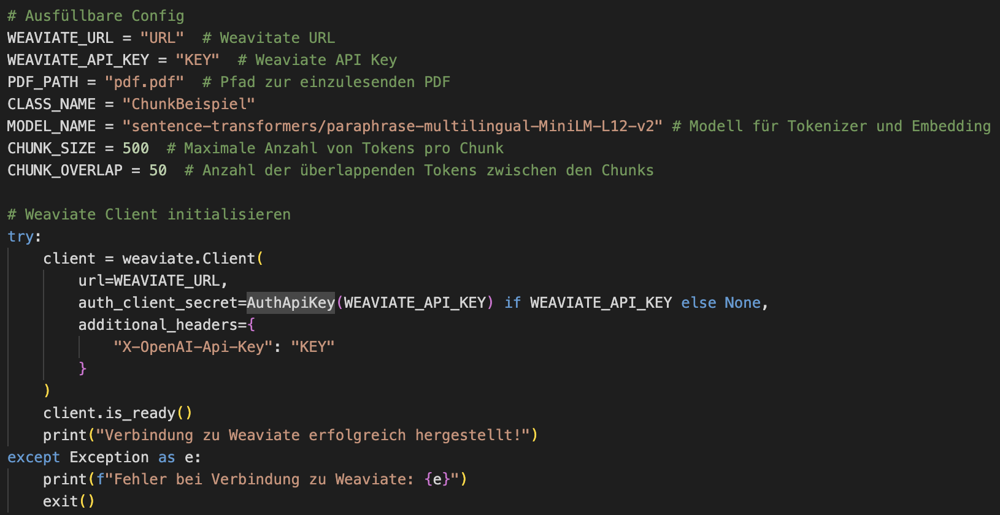 # Ausfüllbare Config
WEAVIATE_URL = "URL"  # Weavitate URL
WEAVIATE_API_KEY = "KEY"  # Weaviate API Key
PDF_PATH = "pdf.pdf"  # Pfad zur einzulesenden PDF
CLASS_NAME = "ChunkBeispiel"
MODEL_NAME = "sentence-transformers/paraphrase-multilingual-MiniLM-L12-v2" # Modell für Tokenizer und Embedding
CHUNK_SIZE = 500  # Maximale Anzahl von Tokens pro Chunk
CHUNK_OVERLAP = 50  # Anzahl der überlappenden Tokens zwischen den Chunks

# Weaviate Client initialisieren
try:
    client = weaviate.Client(
        url=WEAVIATE_URL,
        auth_client_secret=AuthApiKey(WEAVIATE_API_KEY) if WEAVIATE_API_KEY else None,
        additional_headers={
            "X-OpenAI-Api-Key": "KEY"
        }
    )
    client.is_ready()
    print("Verbindung zu Weaviate erfolgreich hergestellt!")
except Exception as e:
    print(f"Fehler bei Verbindung zu Weaviate: {e}")
    exit()